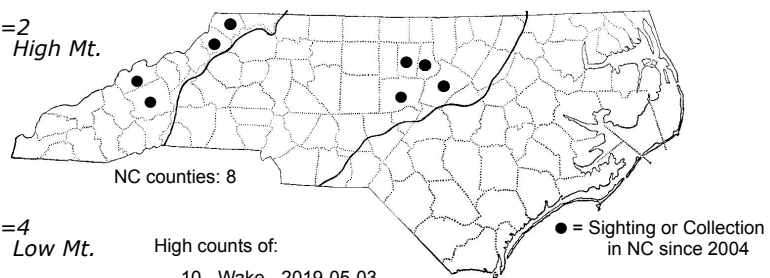 =2
High Mt.
NC counties: 8
=4
Low Mt.
High counts of:
10 - Wake - 2019-05-03
● = Sighting or Collection
in NC since 2004